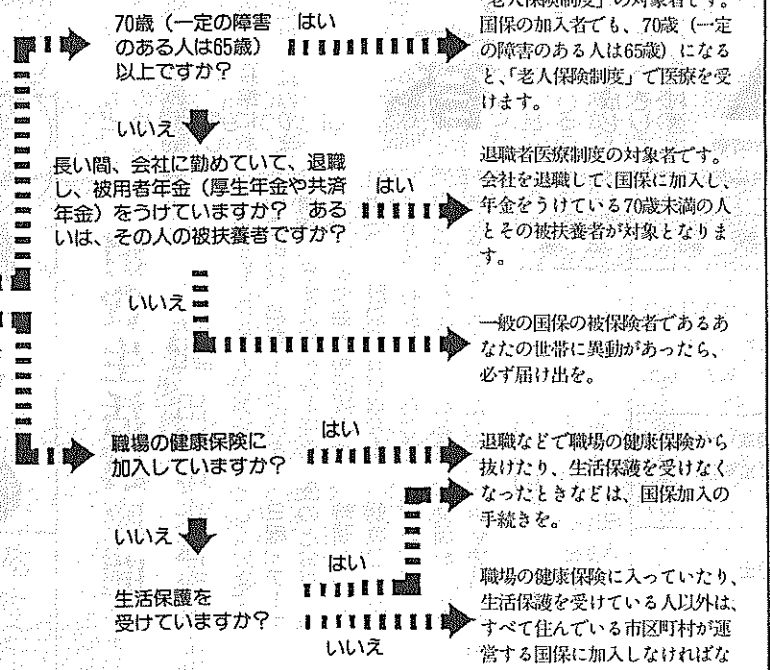 70歳（一定の障害
のある人は65歳）
以上ですか？
はい
「老人保険制度」の対象者です。
国保の加入者でも、70歳（一定
の障害のある人は65歳）になる
と、「老人保険制度」で医療を受
けます。
いいえ
長い間、会社に勤めていて、退職
し、被用者年金（厚生年金や共済
年金）をうけていますか？ ある
いは、その人の被扶養者ですか？
はい
退職者医療制度の対象者です。
会社を退職して、国保に加入し、
年金をうけている70歳未満の人
とその被扶養者が対象となりま
す。
いいえ
一般の国保の被保険者であるあ
なたの世帯に異動があったら、
必ず届け出を。
職場の健康保険に
加入していますか？
はい
退職などで職場の健康保険から
抜けたり、生活保護を受けなく
なったときなどは、国保加入の
手続きを。
いいえ
生活保護を
受けていますか？
はい
いいえ
職場の健康保険に入っていたり、
生活保護を受けている人以外は、
すべて住んでいる市区町村が運
営する国保に加入しなければな